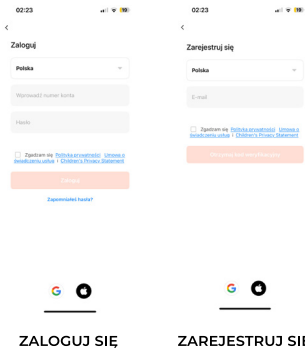 02:23
Zaloguj
Polska
Wprowadź numer konta
Hasło
Zgadzam się Polityka prywatności Umowa o
świadczeniu usług i Children's Privacy Statement
Zaloguj
Zapomniałeś hasła?
ZALOGUJ SIĘ
02:23
Zarejestruj się
Polska
E-mail
Zgadzam się Polityka prywatności Umowa o
świadczeniu usług i Children's Privacy Statement
ZAREJESTRUJ SIĘ